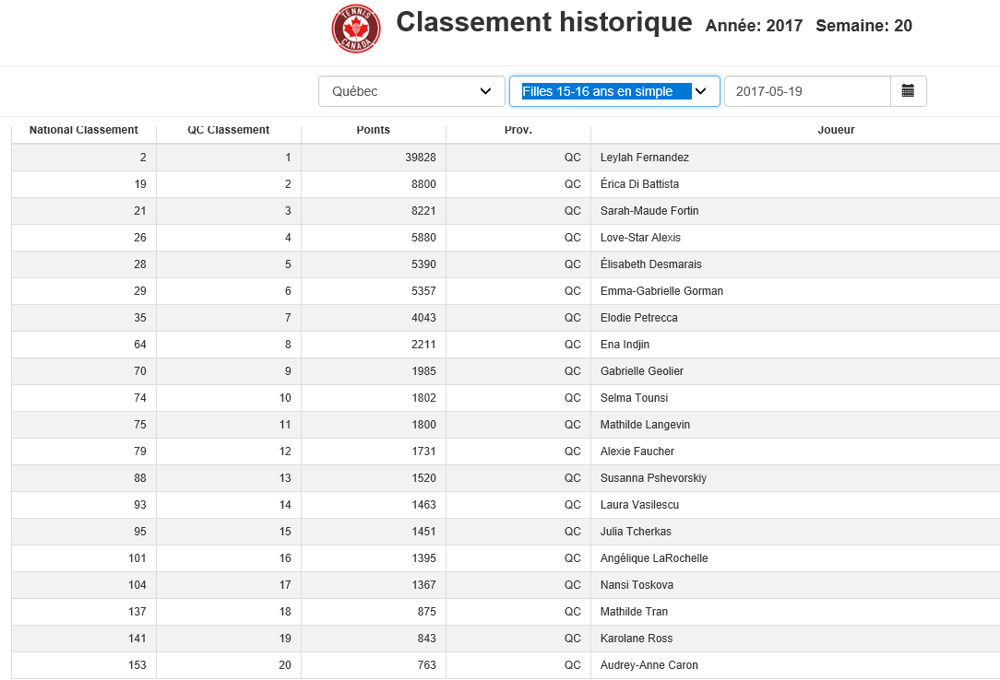 TENNIS CANADA
Classement historique Année: 2017 Semaine: 20
Québec Filles 15-16 ans en simple 2017-05-19
National Classement QC Classement Points Prov. Joueur
2 1 39828 QC Leylah Fernandez
19 2 8800 QC Érica Di Battista
21 3 8221 QC Sarah-Maude Fortin
26 4 5880 QC Love-Star Alexis
28 5 5390 QC Élisabeth Desmarais
29 6 5357 QC Emma-Gabrielle Gorman
35 7 4043 QC Elodie Petrecca
64 8 2211 QC Ena Indjin
70 9 1985 QC Gabrielle Geolier
74 10 1802 QC Selma Tounsi
75 11 1800 QC Mathilde Langevin
79 12 1731 QC Alexie Faucher
88 13 1520 QC Susanna Pshevorskiy
93 14 1463 QC Laura Vasilescu
95 15 1451 QC Julia Tcherkas
101 16 1395 QC Angélique LaRochelle
104 17 1367 QC Nansi Toskova
137 18 875 QC Mathilde Tran
141 19 843 QC Karolane Ross
153 20 763 QC Audrey-Anne Caron